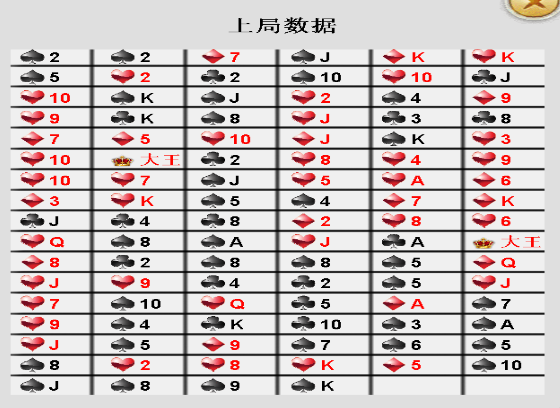 上局数据
♠2 ♠2 ♦7 ♠J ♦K ♥K
♠5 ♥2 ♣2 ♠10 ♥10 ♣J
♥10 ♠K ♠J ♥2 ♠4 ♦9
♥9 ♣K ♠8 ♥J ♣3 ♣8
♦7 ♦5 ♥10 ♦J ♠K ♥3
♥10 大王 ♣2 ♥8 ♥4 ♥9
♥10 ♥7 ♠J ♥5 ♥A ♦6
♦3 ♥K ♠5 ♠4 ♦7 ♦K
♣J ♣4 ♣8 ♦2 ♥8 ♥6
♥Q ♠8 ♠A ♥J ♣A 大王
♦8 ♣2 ♠8 ♠8 ♠5 ♦Q
♥J ♥9 ♣4 ♣2 ♠5 ♥J
♥7 ♠10 ♥Q ♣5 ♦A ♠7
♥9 ♠4 ♣K ♣10 ♠3 ♠A
♥J ♠5 ♦9 ♠7 ♠6 ♠5
♠8 ♥2 ♥8 ♥K ♦5 ♠10
♠J ♠8 ♠9 ♠K